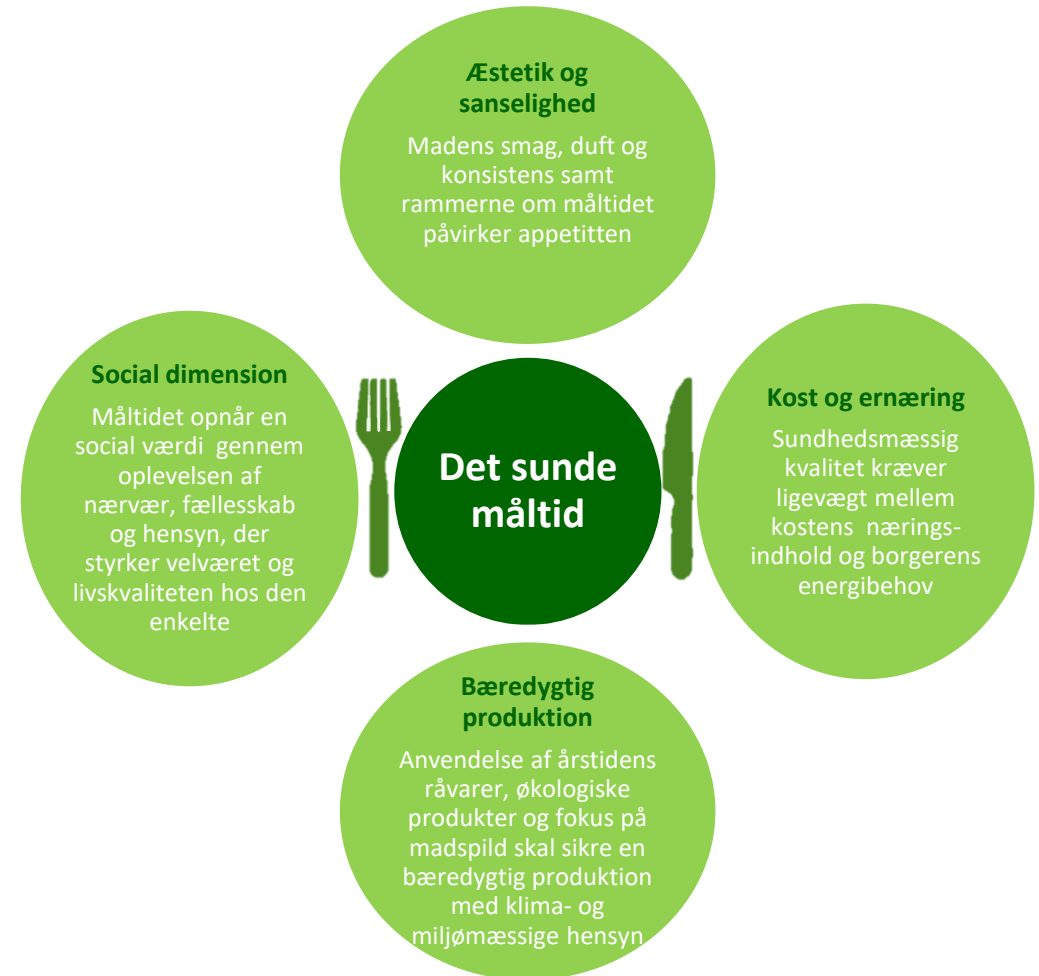 Æstetik og
sanselighed
Madens smag, duft og
konsistens samt
rammerne om måltidet
påvirker appetitten
Social dimension
Måltidet opnår en
social værdi gennem
oplevelsen af
nærvær, fællesskab
og hensyn, der
styrker velværet og
livskvaliteten hos den
enkelte
Det sunde
måltid
Kost og ernæring
Sundhedsmæssig
kvalitet kræver
ligevægt mellem
kostens nærings-
indhold og borgerens
energibehov
Bæredygtig
produktion
Anvendelse af årstidens
råvarer, økologiske
produkter og fokus på
madspild skal sikre en
bæredygtig produktion
med klima- og
miljømæssige hensyn